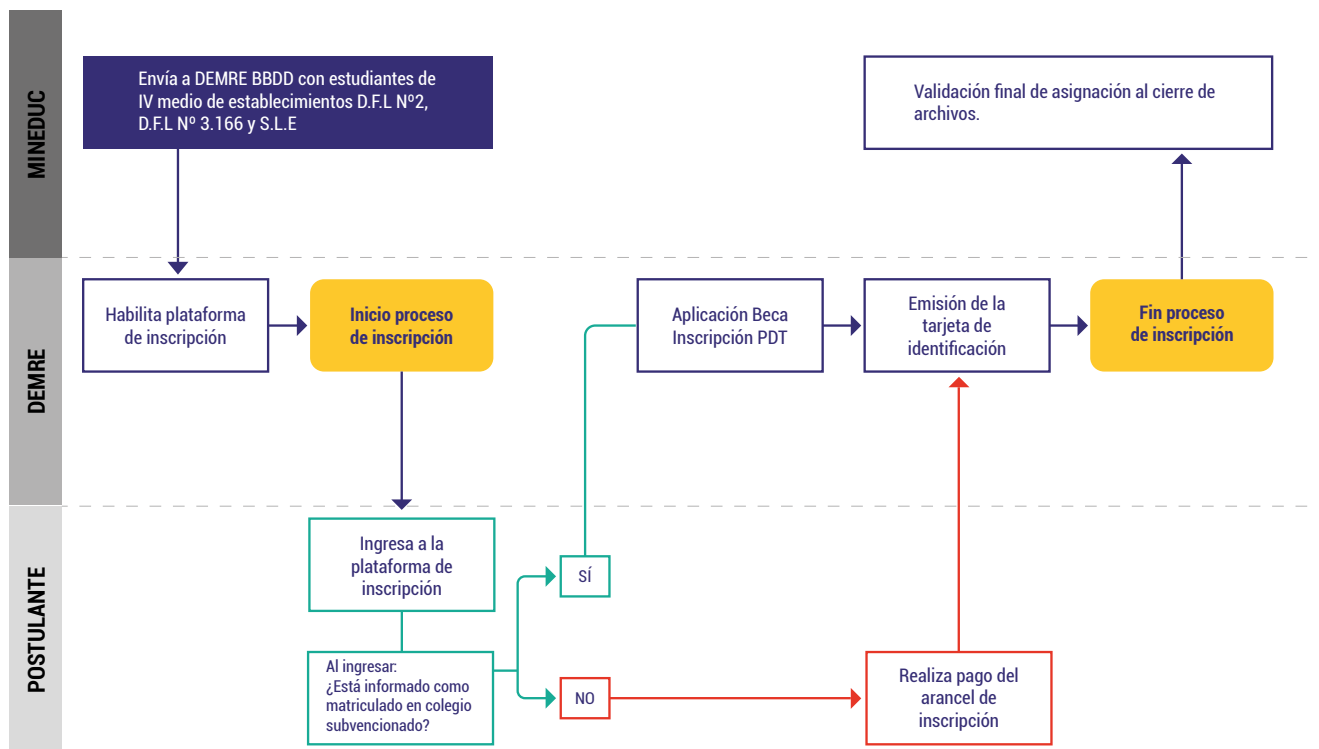 MINEDUC
Envía a DEMRE BBDD con estudiantes de
IV medio de establecimientos D.F.L Nº2,
D.F.L Nº 3.166 y S.L.E
Validación final de asignación al cierre de
archivos.
DEMRE
Habilita plataforma
de inscripción
Inicio proceso
de inscripción
Aplicación Beca
Inscripción PDT
Emisión de la
tarjeta de
identificación
Fin proceso
de inscripción
POSTULANTE
Ingresa a la
plataforma de
inscripción
SÍ
Al ingresar:
¿Está informado como
matriculado en colegio
subvencionado?
NO
Realiza pago del
arancel de
inscripción